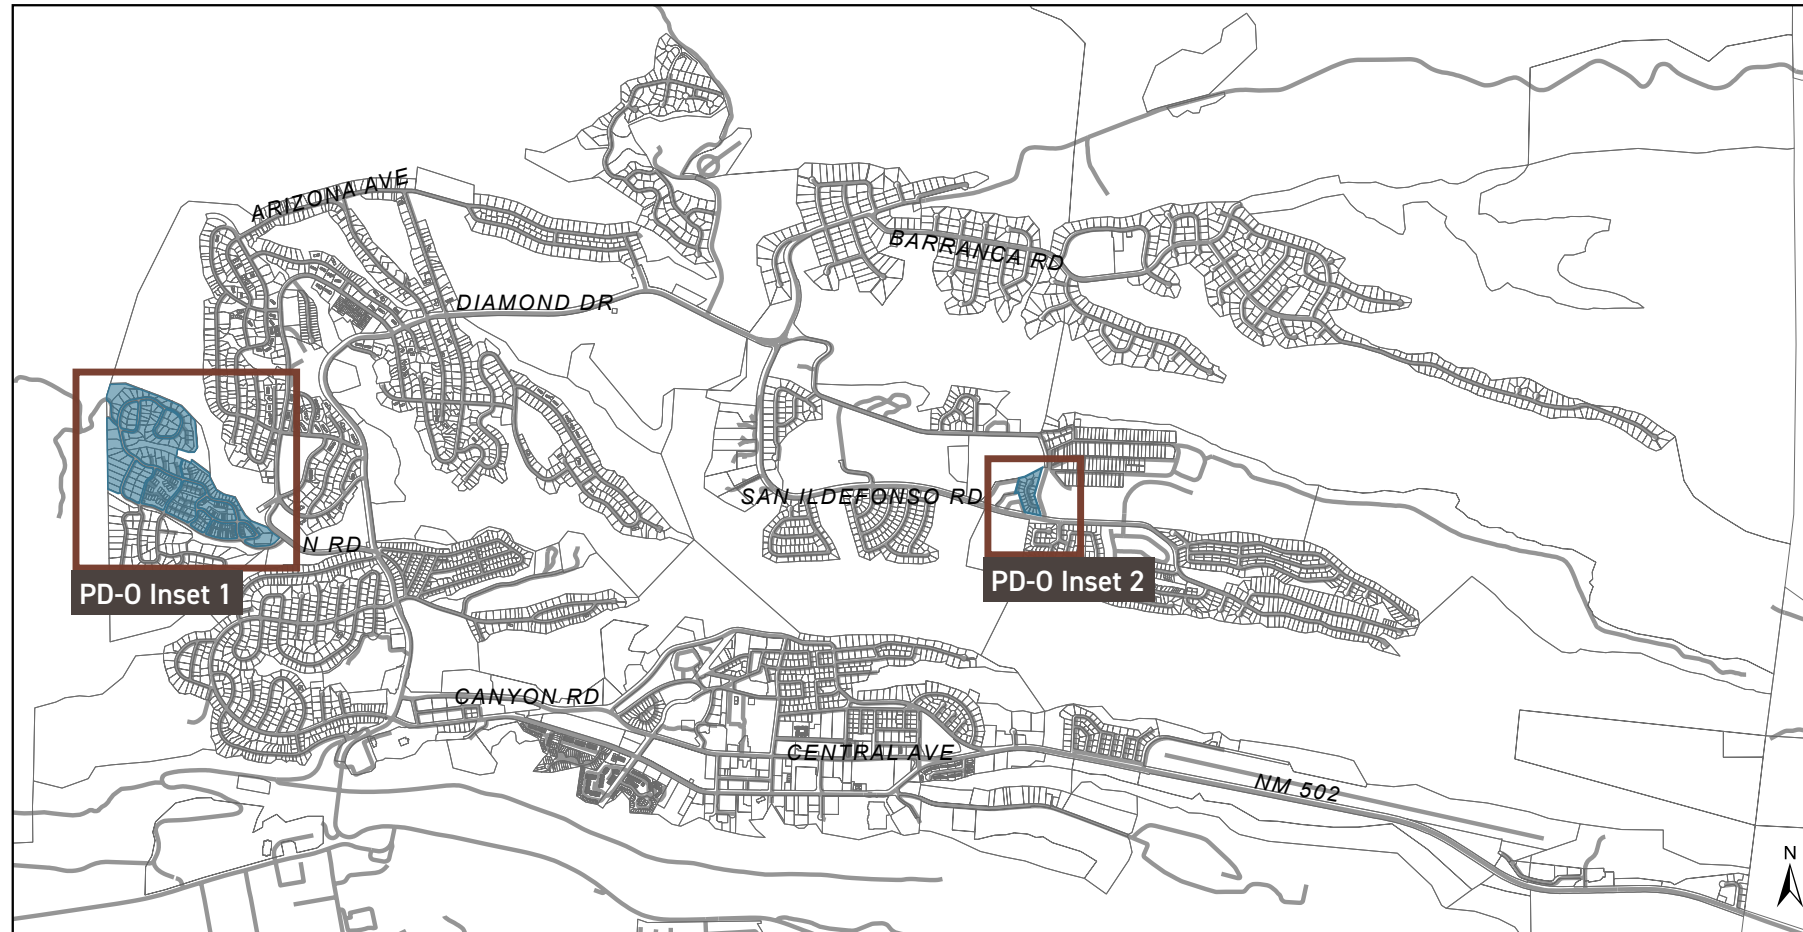 ARIZONA AVE
BARRANCA RD
DIAMOND DR
SAN ILDEFONSO RD
N RD
PD-O Inset 1
PD-O Inset 2
CANYON RD
CENTRAL AVE
NM 502
N